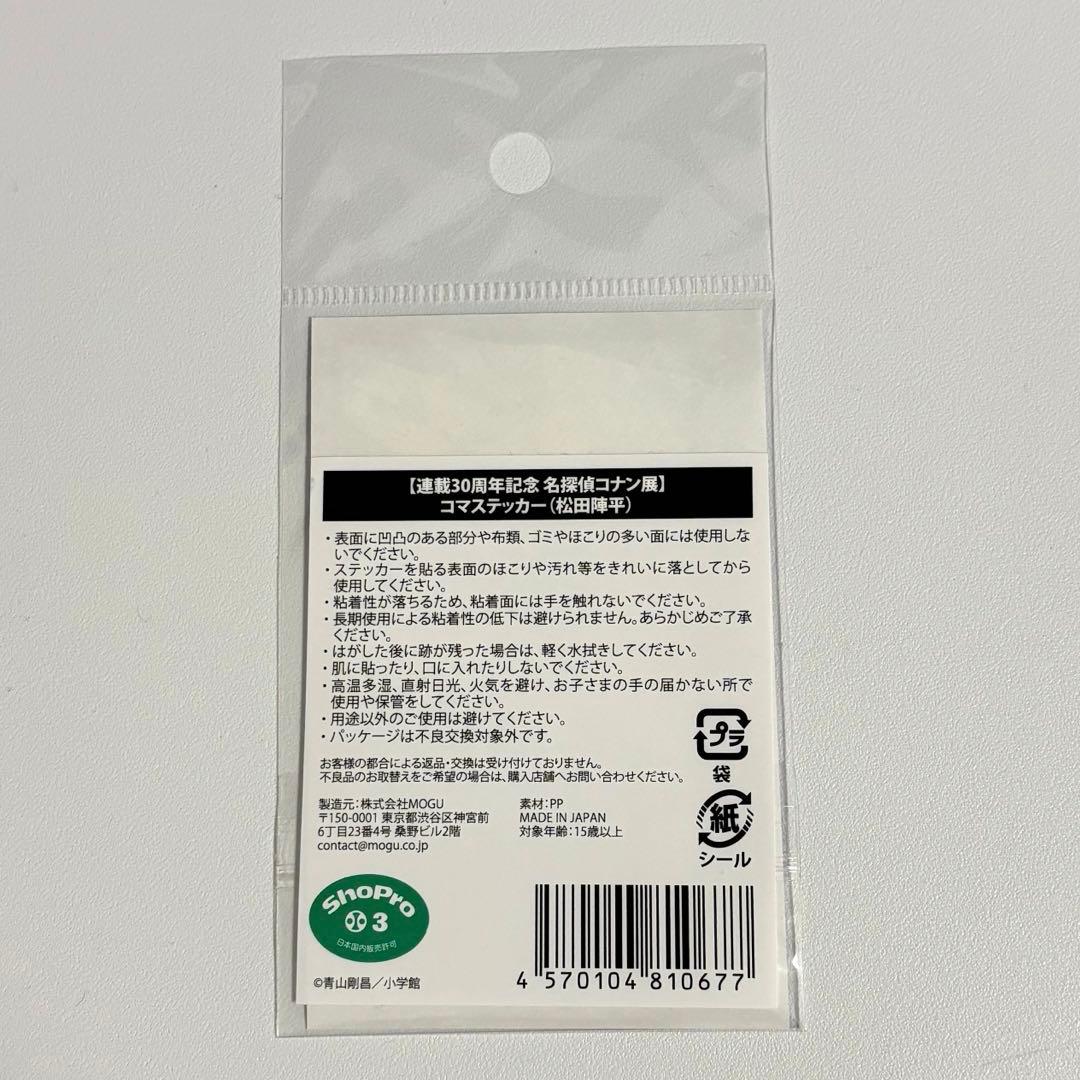 【連載30周年記念 名探偵コナン展】
コマステッカー(松田陣平)
・表面に凹凸のある部分や布類、ゴミやほこりの多い面には使用しな
いでください。
・ステッカーを貼る表面のほこりや汚れ等をきれいに落としてから
使用してください。
・粘着性が落ちるため、粘着面には手を触れないでください。
・長期使用による粘着性の低下は避けられません。あらかじめご了承
ください。
・はがした後に跡が残った場合は、軽く水拭きしてください。
・肌に貼ったり、口に入れたりしないでください。
・高温多湿、直射日光、火気を避け、お子さまの手の届かない所で
使用や保管をしてください。
・用途以外のご使用は避けてください。
・パッケージは不良交換対象外です。
お客様の都合による返品・交換は受け付けておりません。
不良品のお取替えをご希望の場合は、購入店舗へお問い合わせください。
プラ
袋
紙
シール
製造元:株式会社MOGU
〒150-0001 東京都渋谷区神宮前
6丁目23番4号 桑野ビル2階
contact@mogu.co.jp
素材:PP
MADE IN JAPAN
対象年齢:15歳以上
ShoPro
3
日本国内販売許可
©青山剛昌/小学館
4 570104 810677